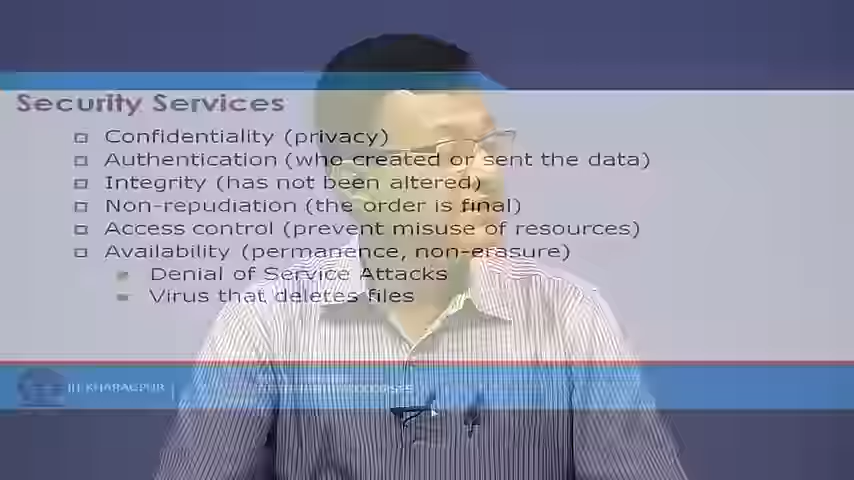 Security Services
Confidentiality (privacy)
Authentication (who created or sent the data)
Integrity (has not been altered)
Non-repudiation (the order is final)
Access control (prevent misuse of resources)
Availability (permanence, non-erasure)
Denial of Service Attacks
Virus that deletes files
IIT KHARAGPUR